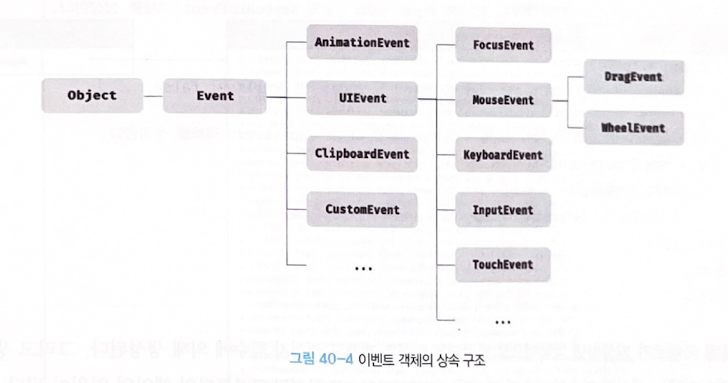 AnimationEvent
FocusEvent
DragEvent
Object
Event
UIEvent
MouseEvent
WheelEvent
ClipboardEvent
KeyboardEvent
CustomEvent
InputEvent
TouchEvent
...
...
그림 40-4 이벤트 객체의 상속 구조